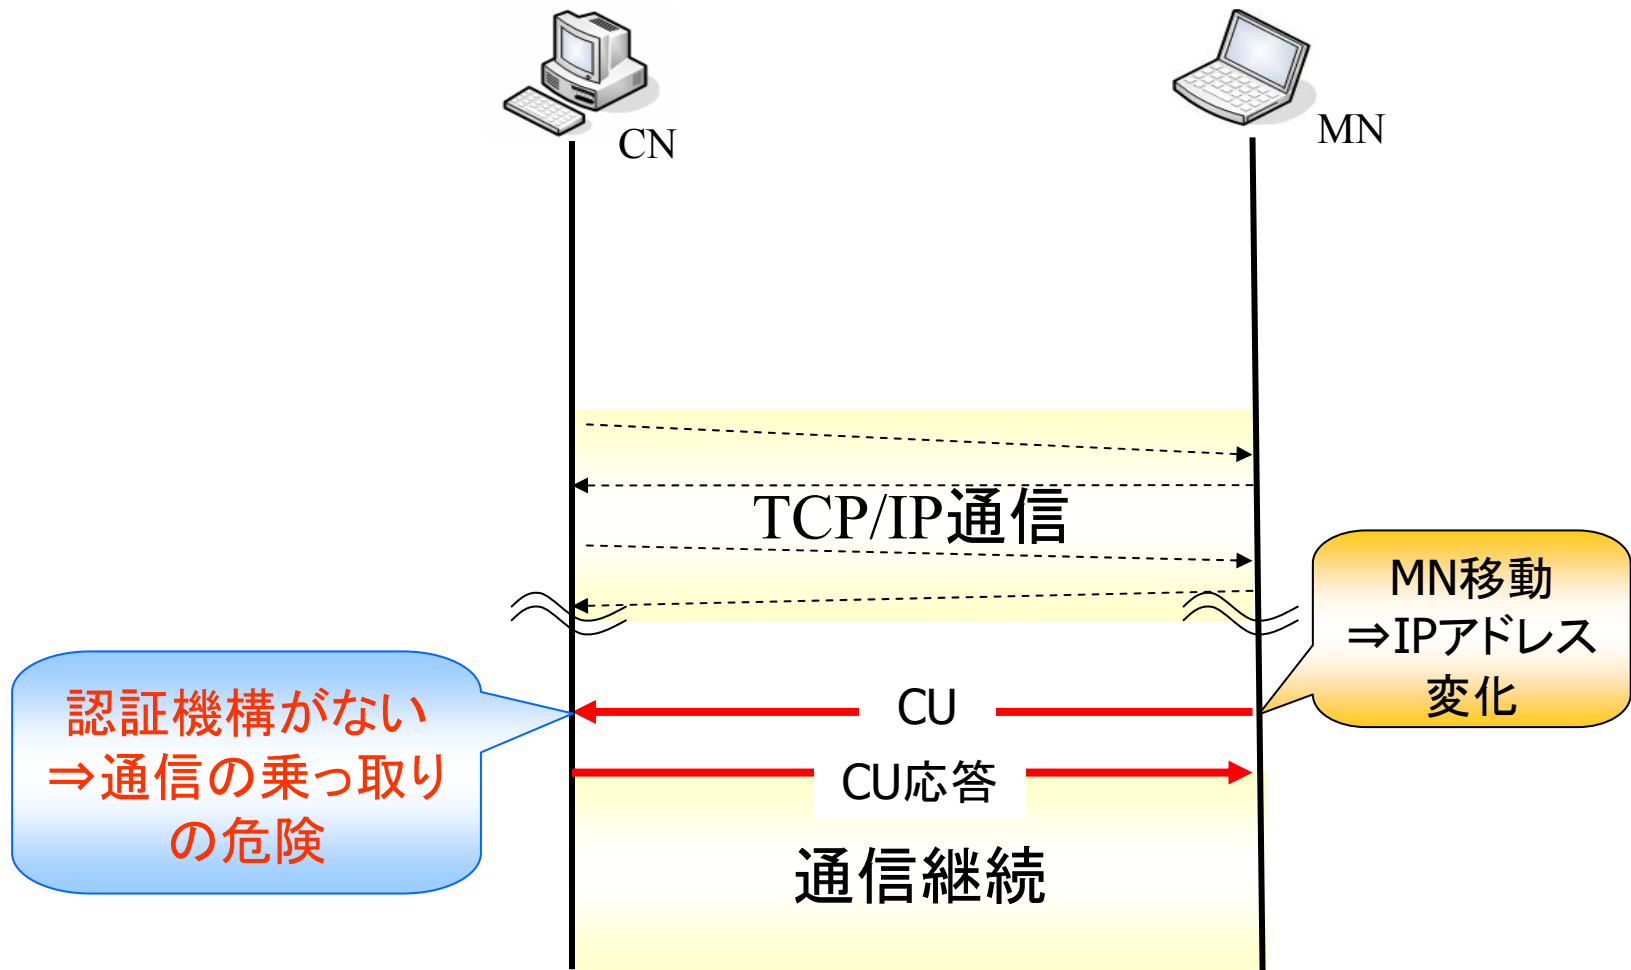 CN
MN
TCP/IP通信
MN移動
⇒IPアドレス
変化
認証機構がない
⇒通信の乗っ取り
の危険
CU
CU応答
通信継続